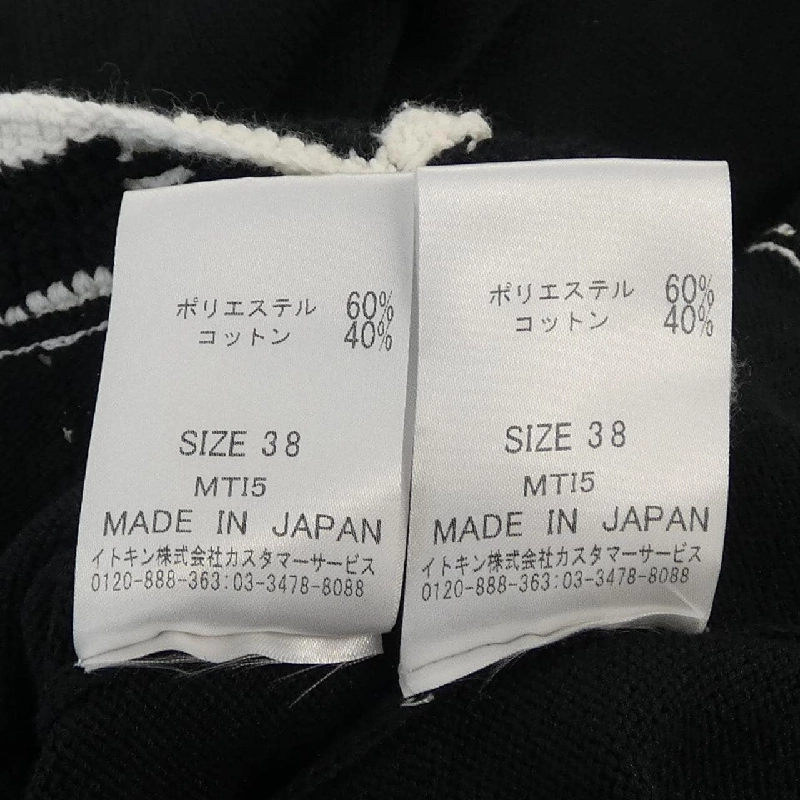 ポリエステル 60%
コットン 40%
SIZE 38
MTI5
MADE IN JAPAN
イトキン株式会社カスタマーサービス
0120-888-363:03-3478-8088
ポリエステル 60%
コットン 40%
SIZE 38
MTI5
MADE IN JAPAN
イトキン株式会社カスタマーサービス
0120-888-363:03-3478-8088